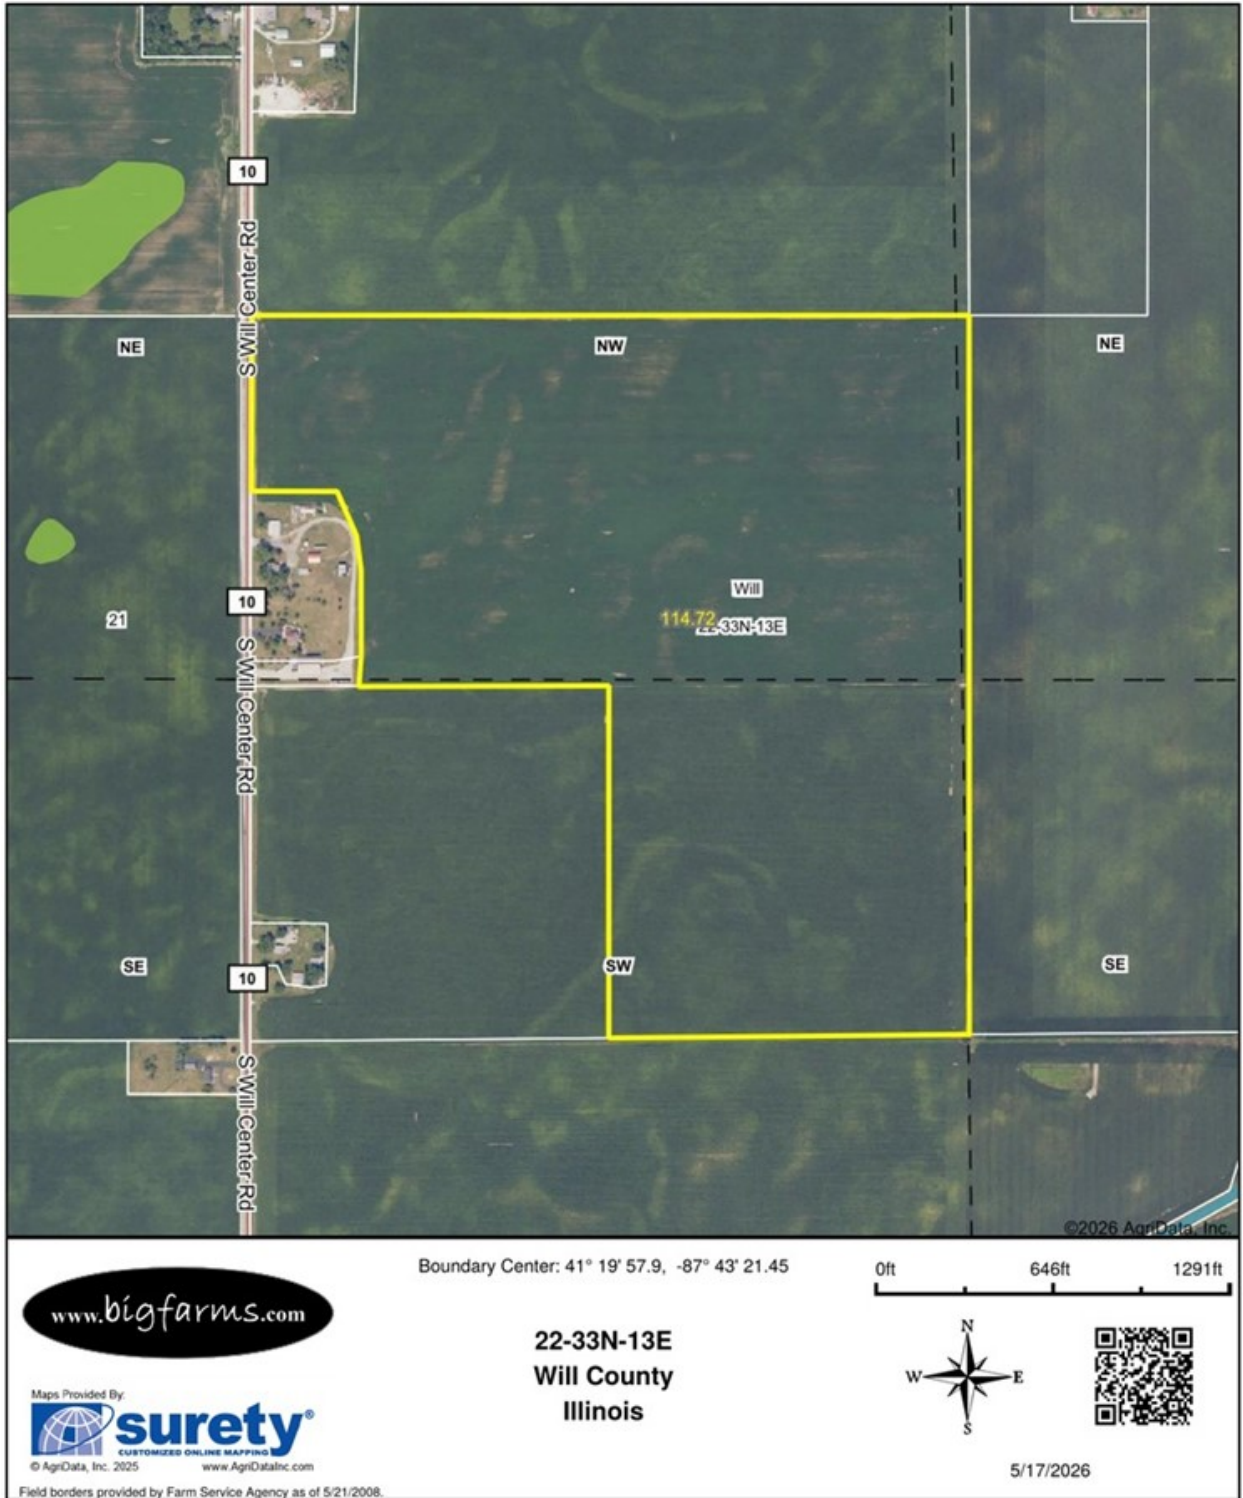 10
S Will Center Rd
NE
NW
NE
Will
10
114.72
22-33N-13E
21
S Will Center Rd
SE
SW
SE
10
S Will Center Rd
©2026 AgriData, Inc.
Boundary Center: 41° 19' 57.9, -87° 43' 21.45
0ft 646ft 1291ft
www.bigfarms.com
22-33N-13E
Will County
Illinois
N
W E
S
Maps Provided By:
surety®
CUSTOMIZED ONLINE MAPPING
© AgriData, Inc. 2025 www.AgriDataInc.com
5/17/2026
Field borders provided by Farm Service Agency as of 5/21/2008.